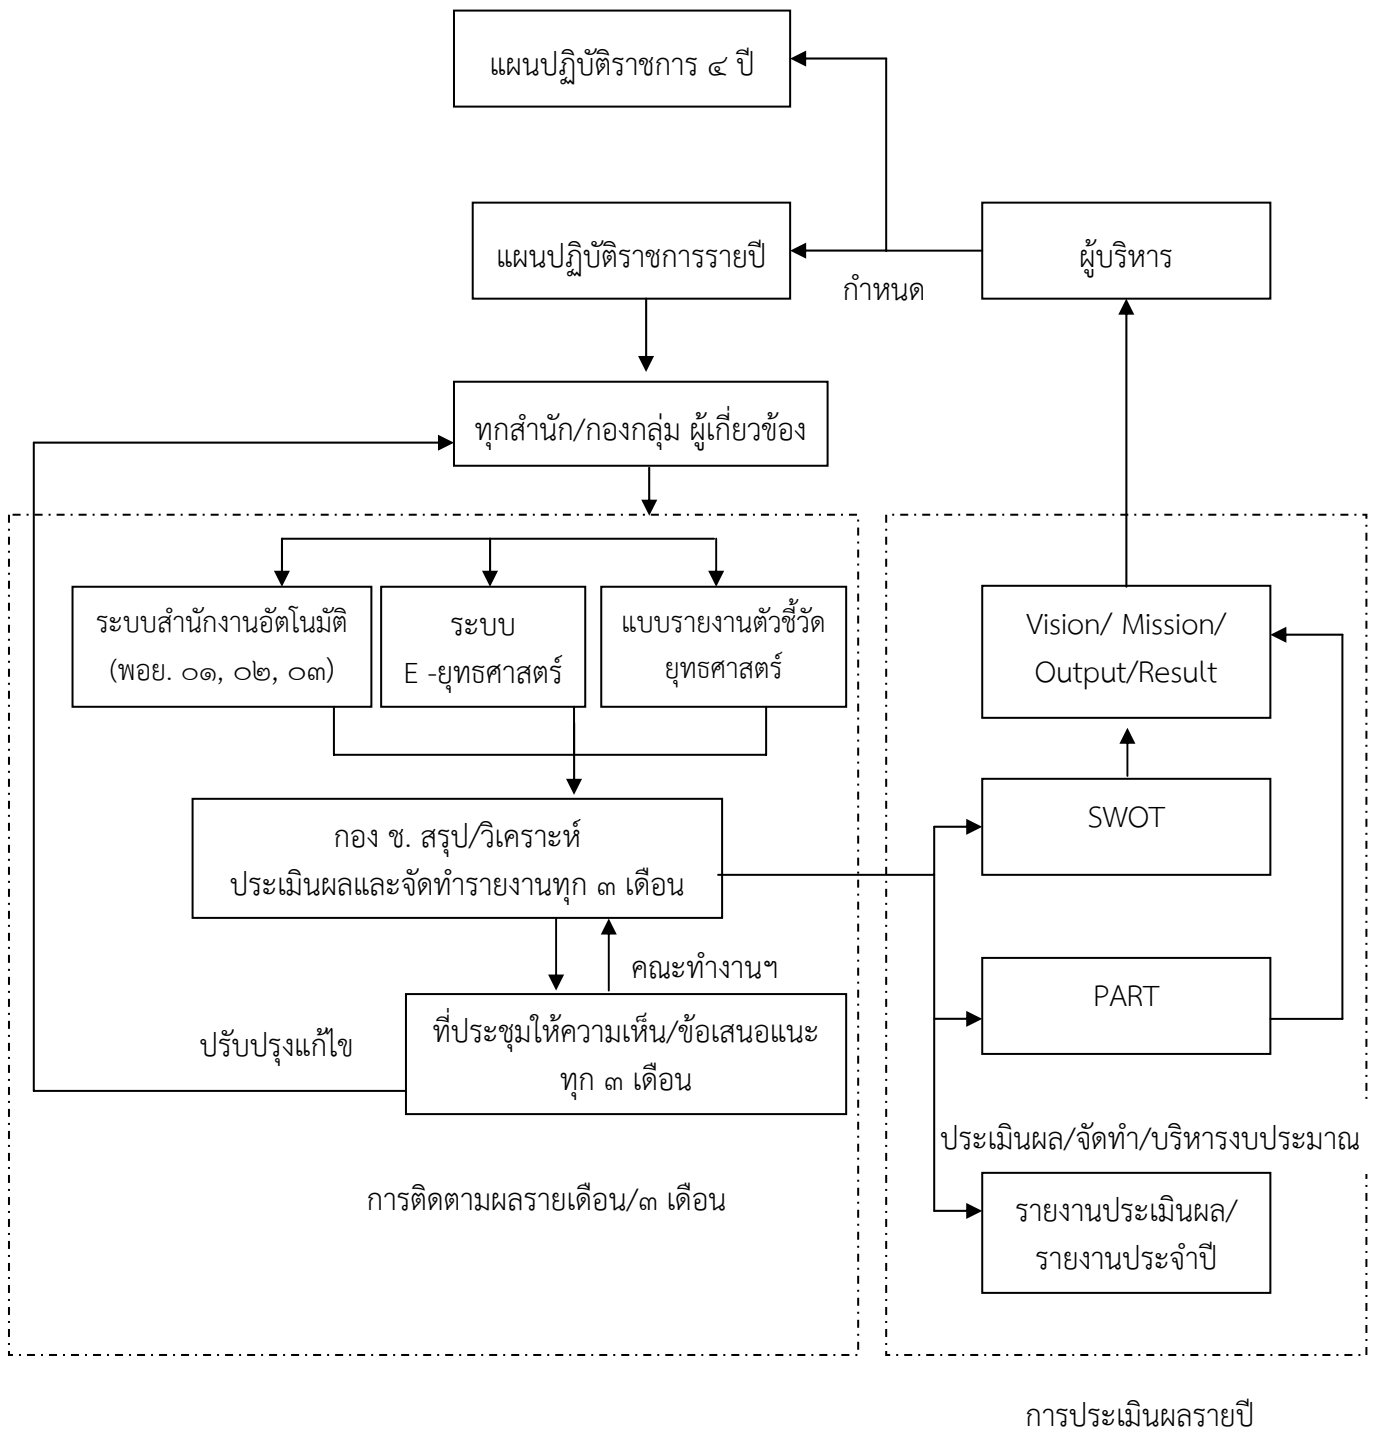 แผนปฏิบัติราชการ ๔ ปี
แผนปฏิบัติราชการรายปี
ผู้บริหาร
กำหนด
ทุกสำนัก/กองกลุ่ม ผู้เกี่ยวข้อง
ระบบสำนักงานอัตโนมัติ
(พอย. ๐๑, ๐๒, ๐๓)
ระบบ
E -ยุทธศาสตร์
แบบรายงานตัวชี้วัด
ยุทธศาสตร์
Vision/ Mission/
Output/Result
กอง ช. สรุป/วิเคราะห์
ประเมินผลและจัดทำรายงานทุก ๓ เดือน
SWOT
คณะทำงานฯ
PART
ปรับปรุงแก้ไข
ที่ประชุมให้ความเห็น/ข้อเสนอแนะ
ทุก ๓ เดือน
ประเมินผล/จัดทำ/บริหารงบประมาณ
การติดตามผลรายเดือน/๓ เดือน
รายงานประเมินผล/
รายงานประจำปี
การประเมินผลรายปี